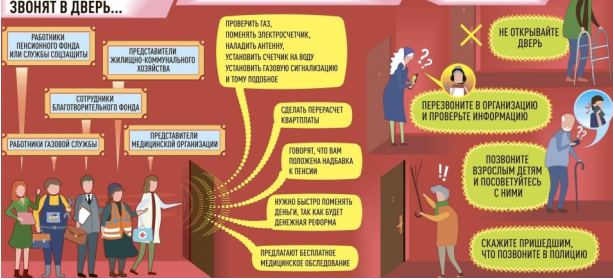 ЗВОНЯТ В ДВЕРЬ...
РАБОТНИКИ
ПЕНСИОННОГО ФОНДА
ИЛИ СЛУЖБЫ СОЦЗАЩИТЫ
ПРЕДСТАВИТЕЛИ
ЖИЛИЩНО-КОММУНАЛЬНОГО
ХОЗЯЙСТВА
СОТРУДНИКИ
БЛАГОТВОРИТЕЛЬНОГО ФОНДА
РАБОТНИКИ ГАЗОВОЙ СЛУЖБЫ
ПРЕДСТАВИТЕЛИ
МЕДИЦИНСКОЙ ОРГАНИЗАЦИИ
ПРОВЕРИТЬ ГАЗ,
ПОМЕНЯТЬ ЭЛЕКТРОСЧЕТЧИК,
НАЛАДИТЬ АНТЕННУ,
УСТАНОВИТЬ СЧЕТЧИК НА ВОДУ
УСТАНОВИТЬ ГАЗОВУЮ СИГНАЛИЗАЦИЮ
И ТОМУ ПОДОБНОЕ
СДЕЛАТЬ ПЕРЕРАСЧЕТ
КВАРТПЛАТЫ
ГОВОРЯТ, ЧТО ВАМ
ПОЛОЖЕНА НАДБАВКА
К ПЕНСИИ
НУЖНО БЫСТРО ПОМЕНЯТЬ
ДЕНЬГИ, ТАК КАК БУДЕТ
ДЕНЕЖНАЯ РЕФОРМА
ПРЕДЛАГАЮТ БЕСПЛАТНОЕ
МЕДИЦИНСКОЕ ОБСЛЕДОВАНИЕ
НЕ ОТКРЫВАЙТЕ
ДВЕРЬ
??
ПЕРЕЗВОНИТЕ В ОРГАНИЗАЦИЮ
И ПРОВЕРЬТЕ ИНФОРМАЦИЮ
??
ПОЗВОНИТЕ
ВЗРОСЛЫМ ДЕТЯМ
И ПОСОВЕТУЙТЕСЬ
С НИМИ
!!
СКАЖИТЕ ПРИШЕДШИМ,
ЧТО ПОЗВОНИТЕ В ПОЛИЦИЮ